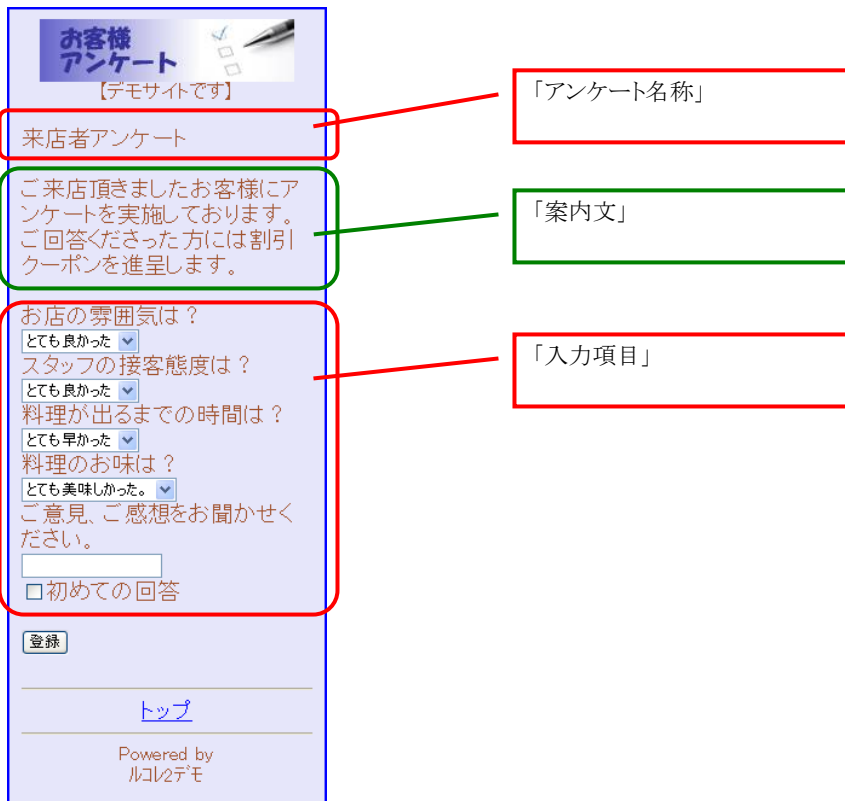 お客様
アンケート
【デモサイトです】
来店者アンケート
ご来店頂きましたお客様にア
ンケートを実施しております。
ご回答くださった方には割引
クーポンを進呈します。
お店の雰囲気は？
とても良かった
スタッフの接客態度は？
とても良かった
料理が出るまでの時間は？
とても早かった
料理のお味は？
とても美味しかった。
ご意見、ご感想をお聞かせく
ださい。
初めての回答
登録
トップ
Powered by
ルコレ2デモ
「アンケート名称」
「案内文」
「入力項目」